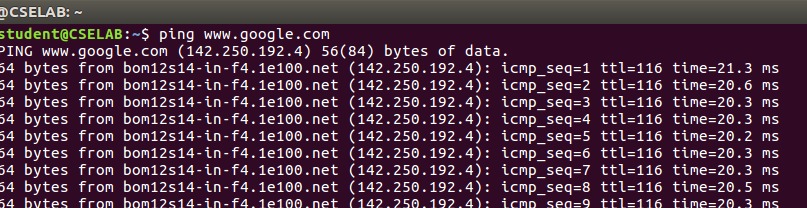 @CSELAB: ~
student@CSELAB:~$ ping www.google.com
PING www.google.com (142.250.192.4) 56(84) bytes of data.
64 bytes from bom12s14-in-f4.1e100.net (142.250.192.4): icmp_seq=1 ttl=116 time=21.3 ms
64 bytes from bom12s14-in-f4.1e100.net (142.250.192.4): icmp_seq=2 ttl=116 time=20.6 ms
64 bytes from bom12s14-in-f4.1e100.net (142.250.192.4): icmp_seq=3 ttl=116 time=20.3 ms
64 bytes from bom12s14-in-f4.1e100.net (142.250.192.4): icmp_seq=4 ttl=116 time=20.3 ms
64 bytes from bom12s14-in-f4.1e100.net (142.250.192.4): icmp_seq=5 ttl=116 time=20.2 ms
64 bytes from bom12s14-in-f4.1e100.net (142.250.192.4): icmp_seq=6 ttl=116 time=20.3 ms
64 bytes from bom12s14-in-f4.1e100.net (142.250.192.4): icmp_seq=7 ttl=116 time=20.3 ms
64 bytes from bom12s14-in-f4.1e100.net (142.250.192.4): icmp_seq=8 ttl=116 time=20.5 ms
64 bytes from bom12s14-in-f4.1e100.net (142.250.192.4): icmp_seq=9 ttl=116 time=20.3 ms